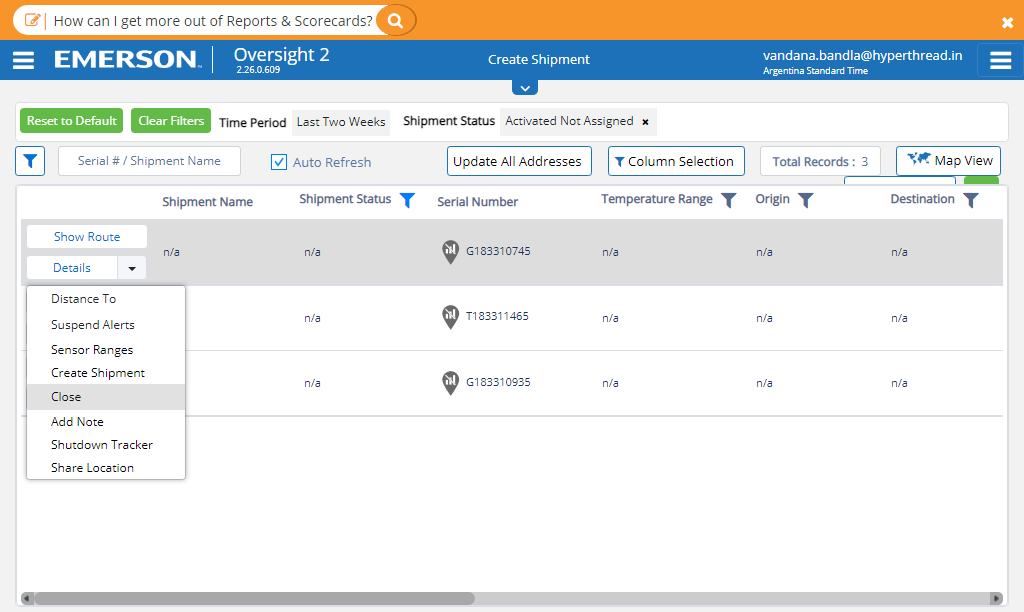 How can I get more out of Reports & Scorecards?
EMERSON Oversight 2
2.26.0.609
Create Shipment
vandana.bandla@hyperthread.in
Argentina Standard Time
Reset to Default Clear Filters Time Period Last Two Weeks Shipment Status Activated Not Assigned ×
Serial # / Shipment Name Auto Refresh Update All Addresses Column Selection Total Records : 3 Map View
Shipment Name Shipment Status Serial Number Temperature Range Origin Destination
Show Route
n/a n/a G183310745 n/a n/a n/a
Details
Distance To
n/a T183311465 n/a n/a n/a
Suspend Alerts
Sensor Ranges
Create Shipment
n/a G183310935 n/a n/a n/a
Close
Add Note
Shutdown Tracker
Share Location